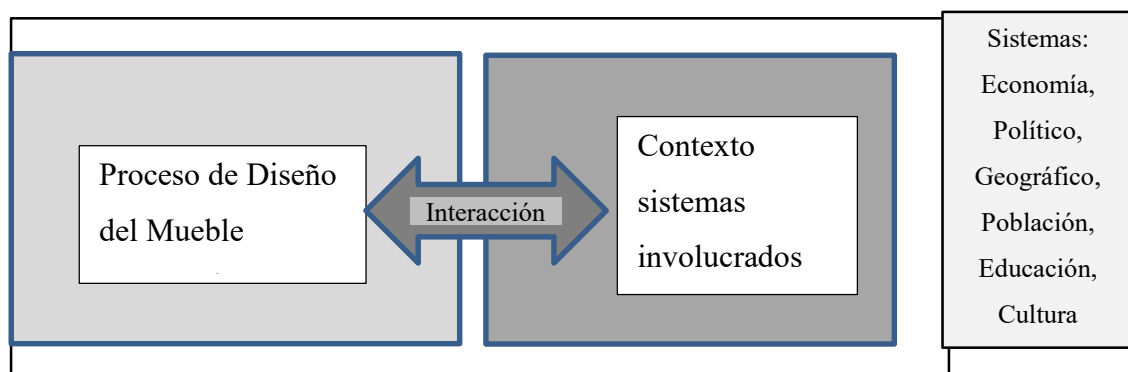 Proceso de Diseño
del Mueble
Interacción
Contexto
sistemas
involucrados
Sistemas:
Economía,
Político,
Geográfico,
Población,
Educación,
Cultura